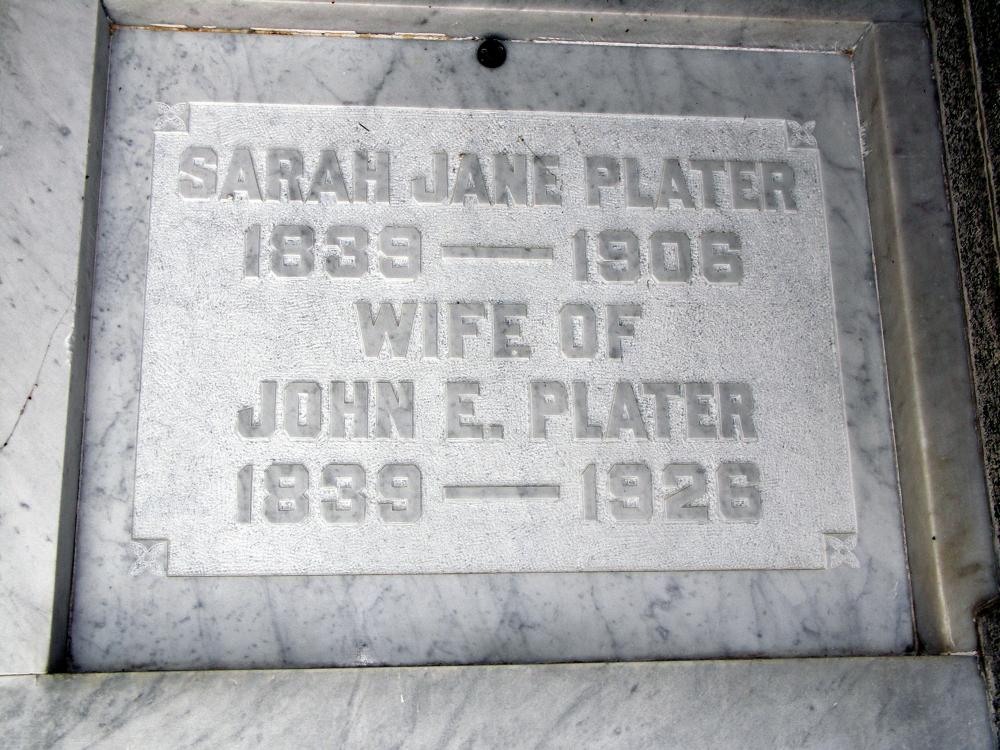 SARAH JANE PLATER
1839 — 1906
WIFE OF
JOHN E. PLATER
1839 — 1926